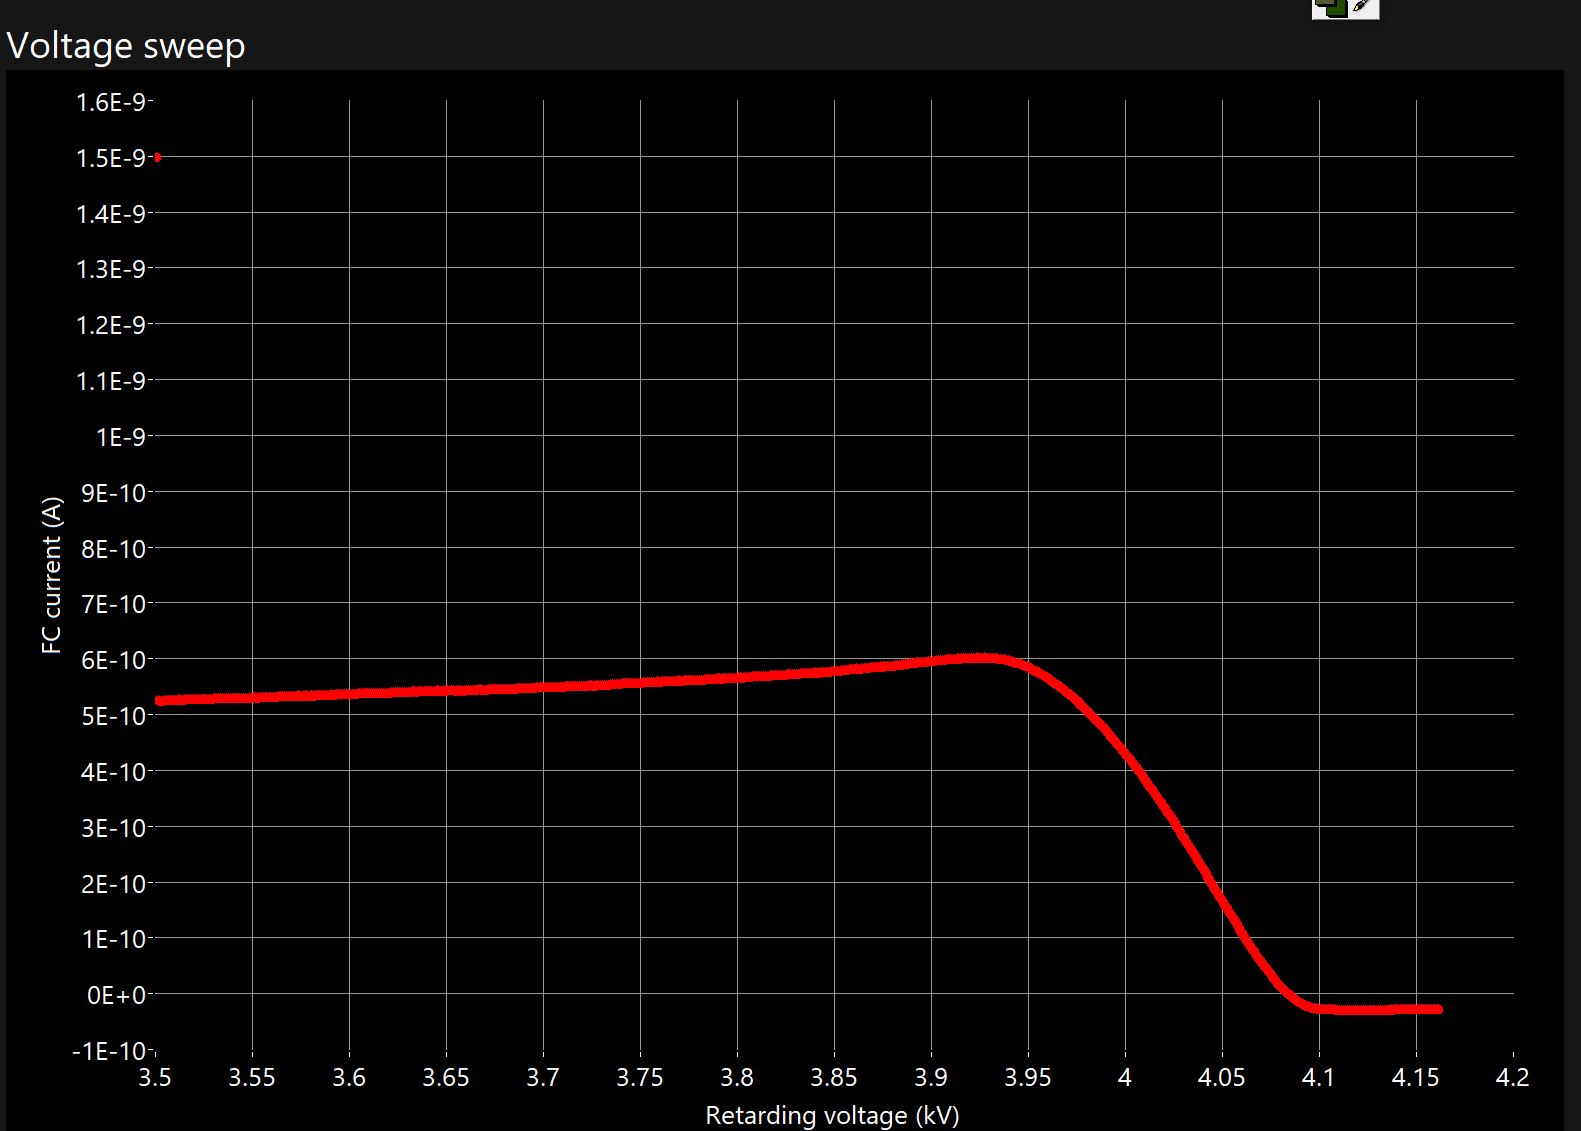 Voltage sweep
1.6E-9
1.5E-9
1.4E-9
1.3E-9
1.2E-9
1.1E-9
1E-9
9E-10
8E-10
7E-10
6E-10
5E-10
4E-10
3E-10
2E-10
1E-10
0E+0
-1E-10
FC current (A)
3.5 3.55 3.6 3.65 3.7 3.75 3.8 3.85 3.9 3.95 4 4.05 4.1 4.15 4.2
Retarding voltage (kV)